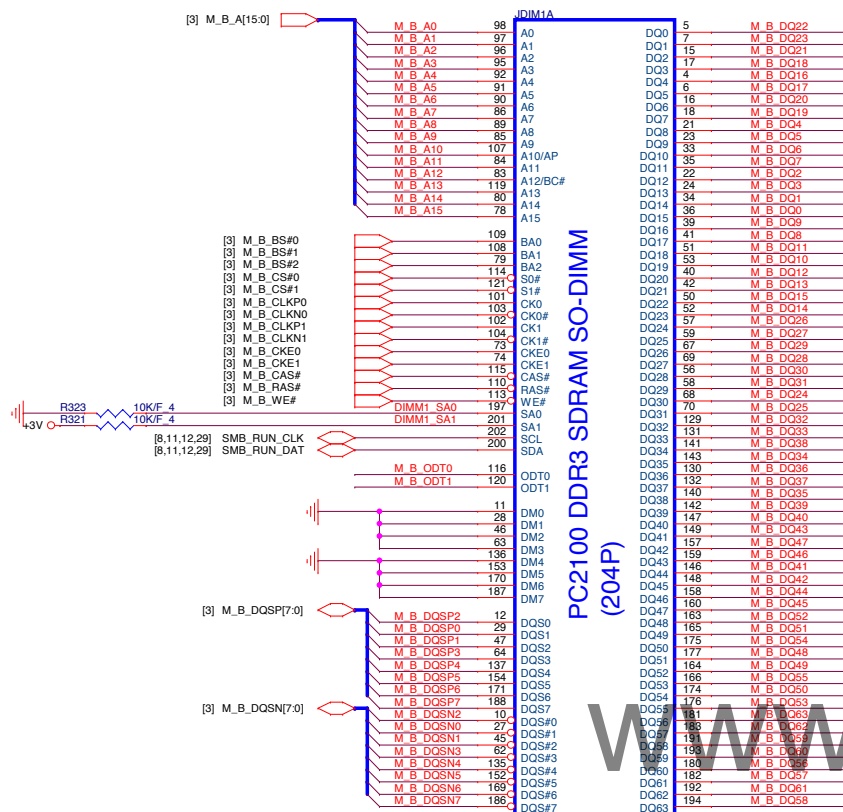 JDIM1A
[3] M_B_A[15:0]
M_B_A0 98 A0
M_B_A1 97 A1
M_B_A2 96 A2
M_B_A3 95 A3
M_B_A4 92 A4
M_B_A5 91 A5
M_B_A6 90 A6
M_B_A7 86 A7
M_B_A8 89 A8
M_B_A9 85 A9
M_B_A10 107 A10/AP
M_B_A11 84 A11
M_B_A12 83 A12/BC#
M_B_A13 119 A13
M_B_A14 80 A14
M_B_A15 78 A15
[3] M_B_BS#0 109 BA0
[3] M_B_BS#1 108 BA1
[3] M_B_BS#2 79 BA2
[3] M_B_CS#0 114 S0#
[3] M_B_CS#1 121 S1#
[3] M_B_CLKP0 101 CK0
[3] M_B_CLKN0 103 CK0#
[3] M_B_CLKP1 102 CK1
[3] M_B_CLKN1 104 CK1#
[3] M_B_CKE0 73 CKE0
[3] M_B_CKE1 74 CKE1
[3] M_B_CAS# 115 CAS#
[3] M_B_RAS# 110 RAS#
[3] M_B_WE# 113 WE#
R323 10K/F_4 DIMM1_SA0 197 SA0
+3V R321 10K/F_4 DIMM1_SA1 201 SA1
[8,11,12,29] SMB_RUN_CLK 202 SCL
[8,11,12,29] SMB_RUN_DAT 200 SDA
M_B_ODT0 116 ODT0
M_B_ODT1 120 ODT1
11 DM0
28 DM1
46 DM2
63 DM3
136 DM4
153 DM5
170 DM6
187 DM7
[3] M_B_DQSP[7:0]
M_B_DQSP2 12 DQS0
M_B_DQSP0 29 DQS1
M_B_DQSP1 47 DQS2
M_B_DQSP3 64 DQS3
M_B_DQSP4 137 DQS4
M_B_DQSP5 154 DQS5
M_B_DQSP6 171 DQS6
M_B_DQSP7 188 DQS7
[3] M_B_DQSN[7:0]
M_B_DQSN2 10 DQS#0
M_B_DQSN0 27 DQS#1
M_B_DQSN1 45 DQS#2
M_B_DQSN3 62 DQS#3
M_B_DQSN4 135 DQS#4
M_B_DQSN5 152 DQS#5
M_B_DQSN6 169 DQS#6
M_B_DQSN7 186 DQS#7
PC2100 DDR3 SDRAM SO-DIMM
(204P)
DQ0 5 M_B_DQ22
DQ1 7 M_B_DQ23
DQ2 15 M_B_DQ21
DQ3 17 M_B_DQ18
DQ4 4 M_B_DQ16
DQ5 6 M_B_DQ17
DQ6 16 M_B_DQ20
DQ7 18 M_B_DQ19
DQ8 21 M_B_DQ4
DQ9 23 M_B_DQ5
DQ10 33 M_B_DQ6
DQ11 35 M_B_DQ7
DQ12 22 M_B_DQ2
DQ13 24 M_B_DQ3
DQ14 34 M_B_DQ1
DQ15 36 M_B_DQ0
DQ16 39 M_B_DQ9
DQ17 41 M_B_DQ8
DQ18 51 M_B_DQ11
DQ19 53 M_B_DQ10
DQ20 40 M_B_DQ12
DQ21 42 M_B_DQ13
DQ22 50 M_B_DQ15
DQ23 52 M_B_DQ14
DQ24 57 M_B_DQ26
DQ25 59 M_B_DQ27
DQ26 67 M_B_DQ29
DQ27 69 M_B_DQ28
DQ28 56 M_B_DQ30
DQ29 58 M_B_DQ31
DQ30 68 M_B_DQ24
DQ31 70 M_B_DQ25
DQ32 129 M_B_DQ32
DQ33 131 M_B_DQ33
DQ34 141 M_B_DQ38
DQ35 143 M_B_DQ34
DQ36 130 M_B_DQ36
DQ37 132 M_B_DQ37
DQ38 140 M_B_DQ35
DQ39 142 M_B_DQ39
DQ40 147 M_B_DQ40
DQ41 149 M_B_DQ43
DQ42 157 M_B_DQ47
DQ43 159 M_B_DQ46
DQ44 146 M_B_DQ41
DQ45 148 M_B_DQ42
DQ46 158 M_B_DQ44
DQ47 160 M_B_DQ45
DQ48 163 M_B_DQ52
DQ49 165 M_B_DQ51
DQ50 175 M_B_DQ54
DQ51 177 M_B_DQ48
DQ52 164 M_B_DQ49
DQ53 166 M_B_DQ55
DQ54 174 M_B_DQ50
DQ55 176 M_B_DQ53
DQ56 181 M_B_DQ63
DQ57 183 M_B_DQ62
DQ58 191 M_B_DQ59
DQ59 193 M_B_DQ60
DQ60 180 M_B_DQ56
DQ61 182 M_B_DQ57
DQ62 192 M_B_DQ61
DQ63 194 M_B_DQ58
www